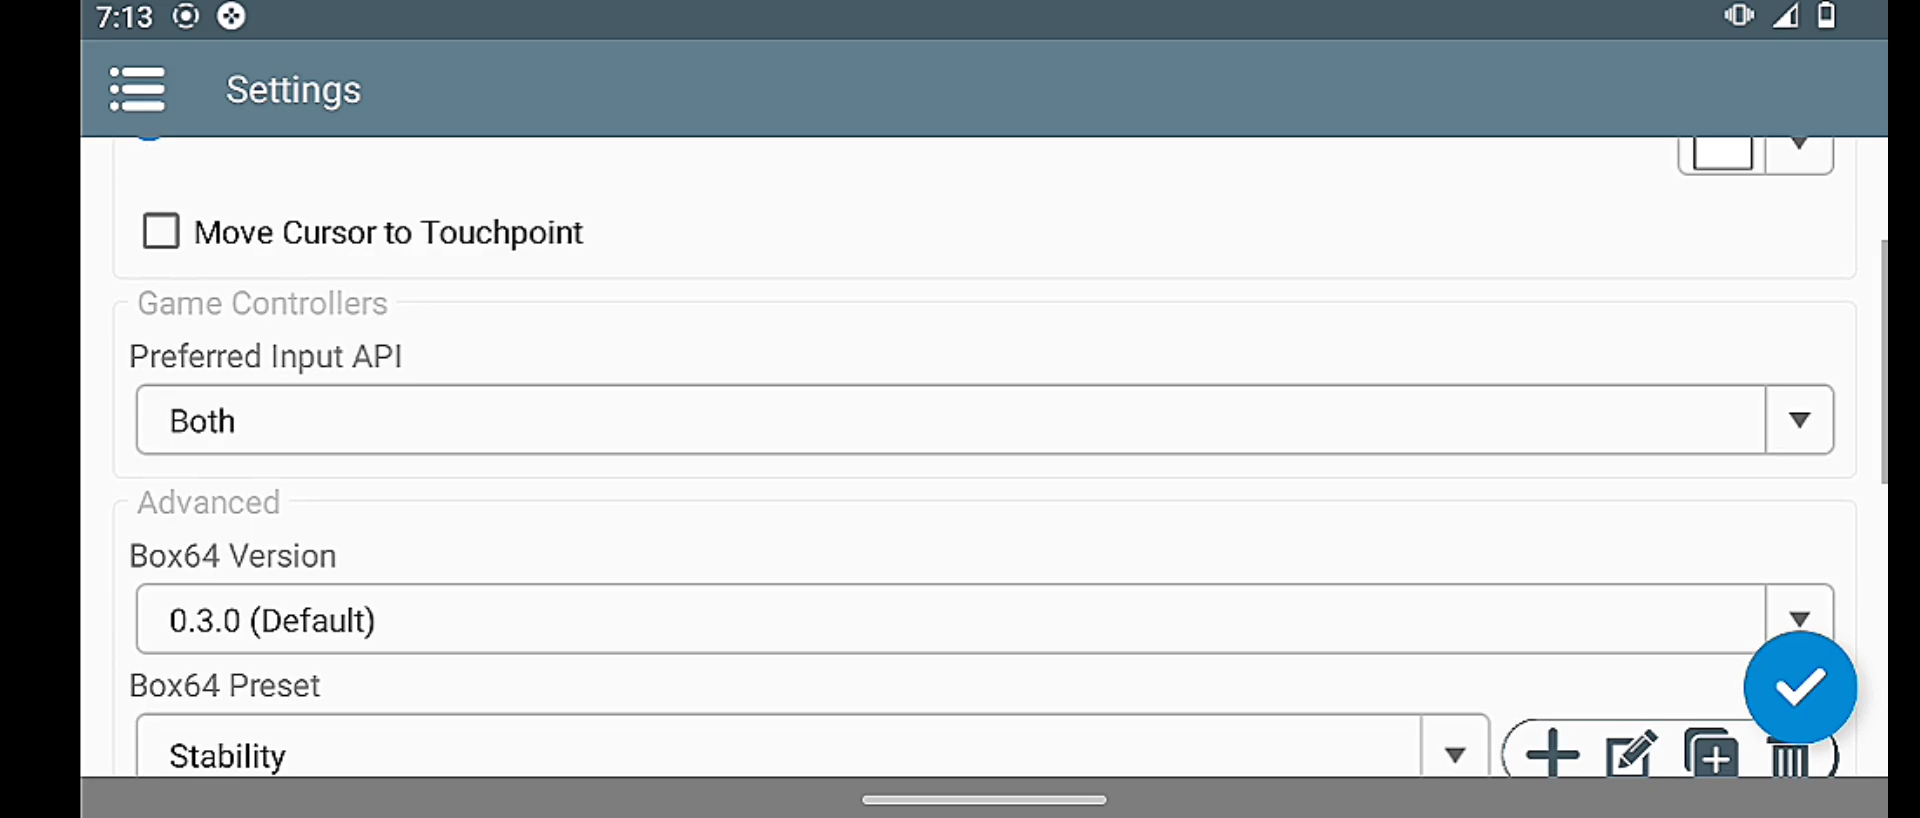 7:13
Settings
Move Cursor to Touchpoint
Game Controllers
Preferred Input API
Both
Advanced
Box64 Version
0.3.0 (Default)
Box64 Preset
Stability